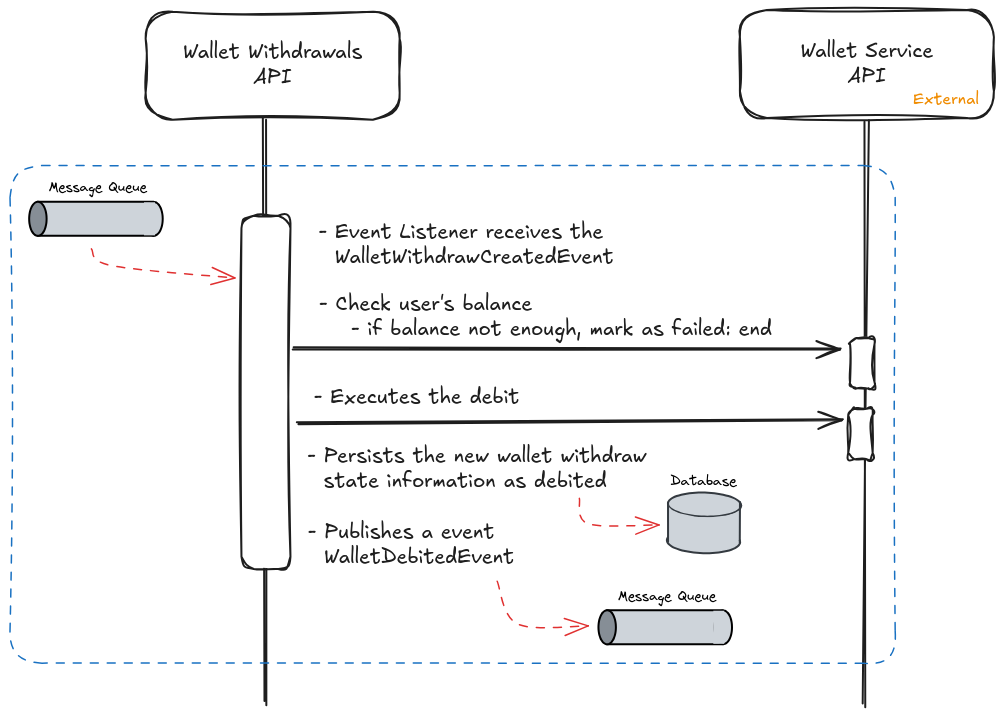 Wallet Withdrawals
API
Wallet Service
API
External
Message Queue
- Event Listener receives the
WalletWithdrawCreatedEvent
- Check user's balance
- if balance not enough, mark as failed: end
- Executes the debit
- Persists the new wallet withdraw
state information as debited
Database
- Publishes a event
WalletDebitedEvent
Message Queue